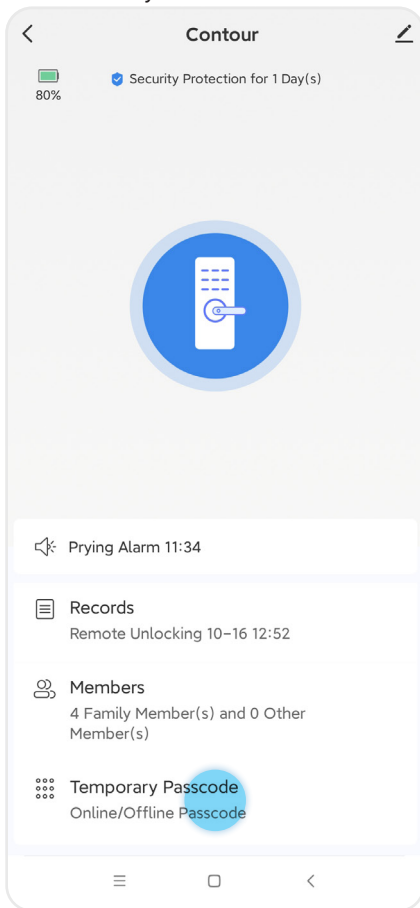 Contour
80%
Security Protection for 1 Day(s)
Prying Alarm 11:34
Records
Remote Unlocking 10-16 12:52
Members
4 Family Member(s) and 0 Other
Member(s)
Temporary Passcode
Online/Offline Passcode